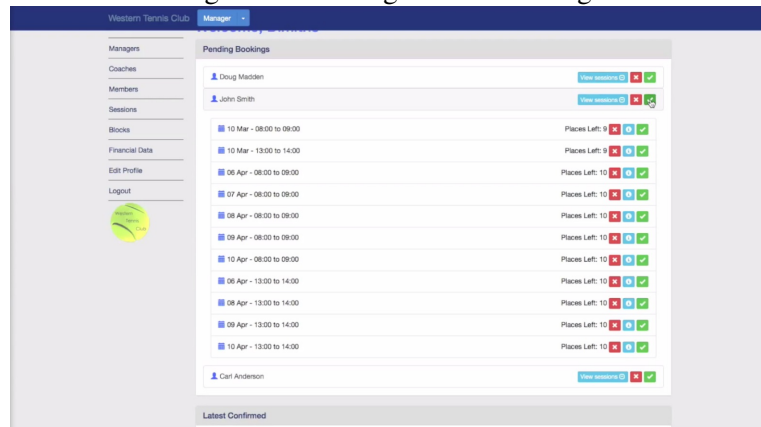 Western Tennis Club Manager
Managers
Coaches
Members
Sessions
Blocks
Financial Data
Edit Profile
Logout
Western
Tennis
Club
Pending Bookings
Doug Madden View sessions
John Smith View sessions
10 Mar - 08:00 to 09:00 Places Left: 9
10 Mar - 13:00 to 14:00 Places Left: 9
06 Apr - 08:00 to 09:00 Places Left: 10
07 Apr - 08:00 to 09:00 Places Left: 10
08 Apr - 08:00 to 09:00 Places Left: 10
09 Apr - 08:00 to 09:00 Places Left: 10
10 Apr - 08:00 to 09:00 Places Left: 10
06 Apr - 13:00 to 14:00 Places Left: 10
08 Apr - 13:00 to 14:00 Places Left: 10
09 Apr - 13:00 to 14:00 Places Left: 10
10 Apr - 13:00 to 14:00 Places Left: 10
Carl Anderson View sessions
Latest Confirmed